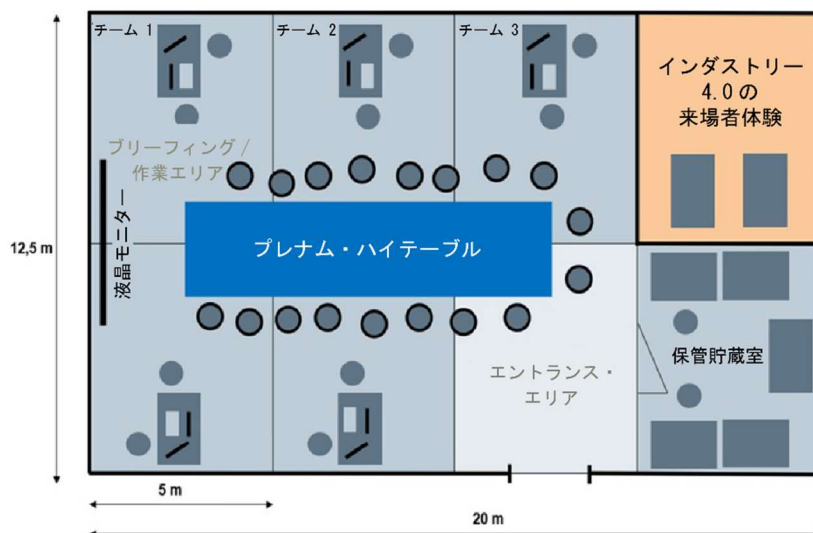 チーム 1
チーム 2
チーム 3
インダストリー
4.0 の
来場者体験
ブリーフィング /
作業エリア
液晶モニター
プレナム・ハイテーブル
12,5 m
保管貯蔵室
エントランス・
エリア
5 m
20 m